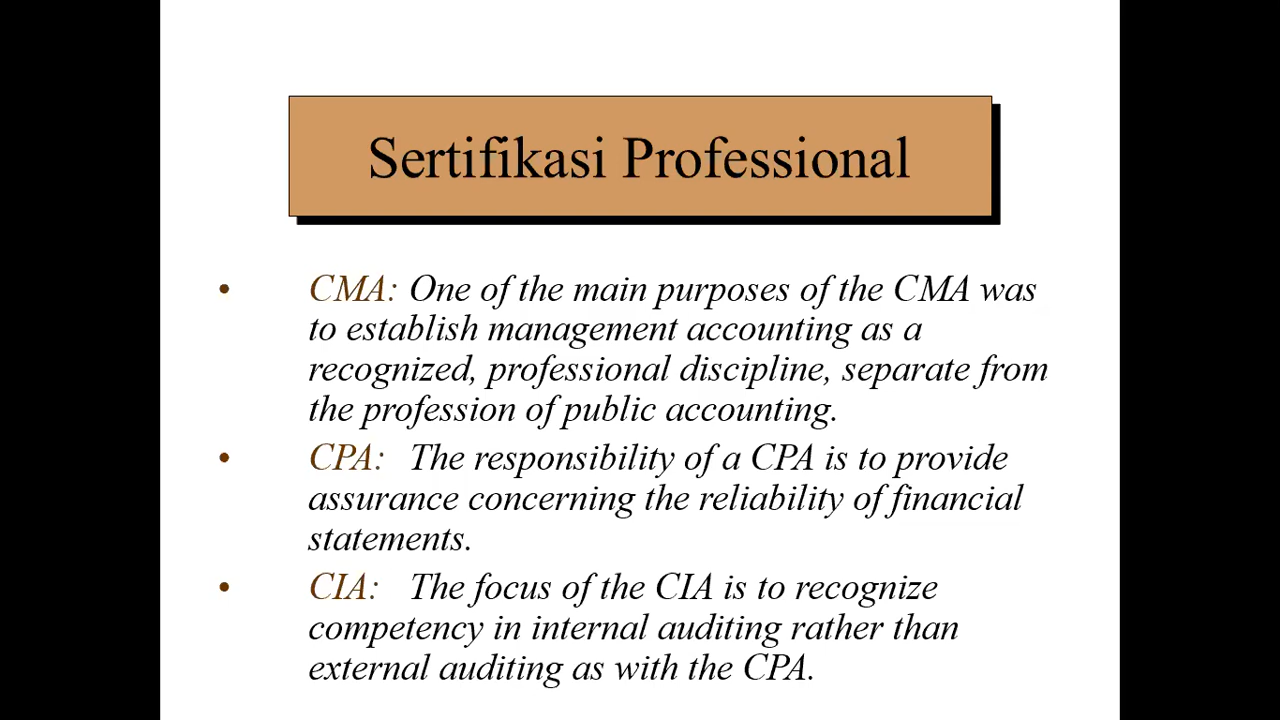 Sertifikasi Professional
• CMA: One of the main purposes of the CMA was
to establish management accounting as a
recognized, professional discipline, separate from
the profession of public accounting.
• CPA: The responsibility of a CPA is to provide
assurance concerning the reliability of financial
statements.
• CIA: The focus of the CIA is to recognize
competency in internal auditing rather than
external auditing as with the CPA.